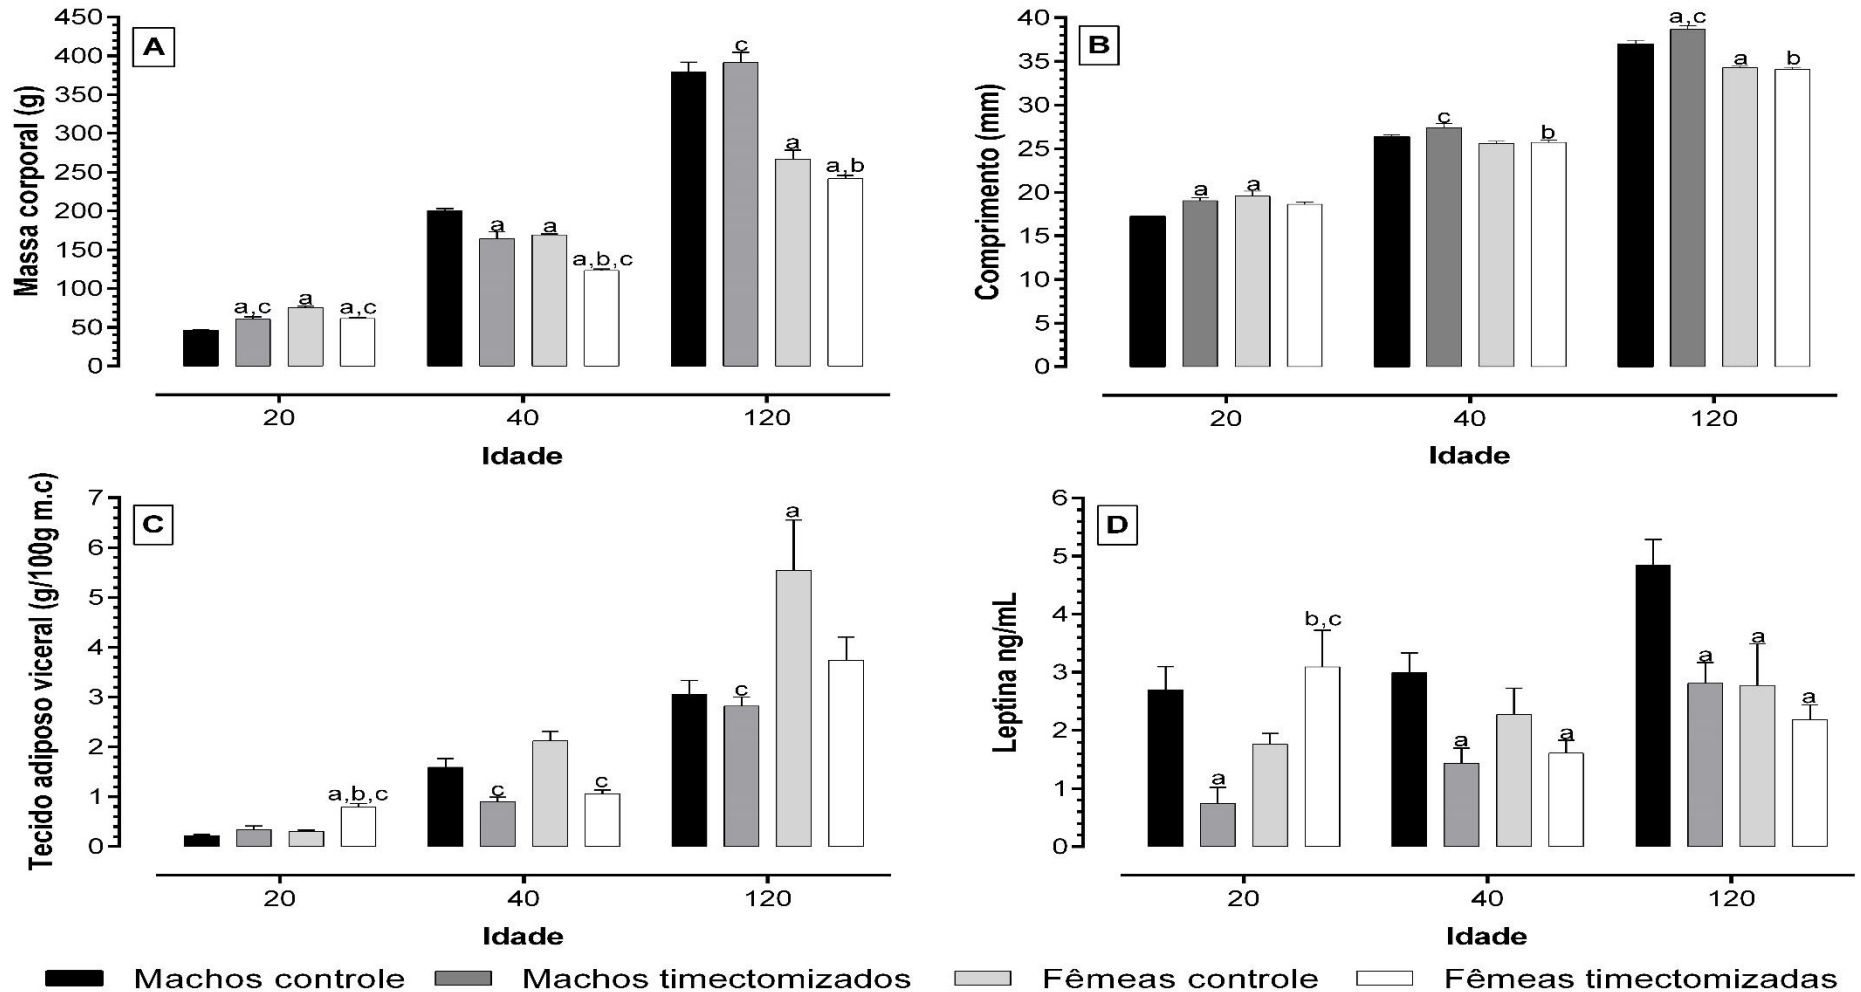 A
Massa corporal (g)
450
400
350
300
250
200
150
100
50
0
a,c
a
a,c
a
a
a,b,c
c
a
a,b
20
40
120
Idade
B
Comprimento (mm)
40
35
30
25
20
15
10
5
0
a
a
c
b
a,c
a
b
20
40
120
Idade
C
Tecido adiposo viceral (g/100g m.c)
7
6
5
4
3
2
1
0
a,b,c
c
c
c
a
20
40
120
Idade
D
Leptina ng/mL
6
5
4
3
2
1
0
a
b,c
a
a
a
a
a
20
40
120
Idade
Machos controle
Machos timectomizados
Fêmeas controle
Fêmeas timectomizadas